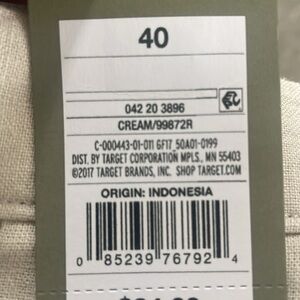 40
042 20 3896
CREAM/99872R
C-000443-01-011 6F17_50A01-0199
DIST. BY TARGET CORPORATION MPLS., MN 55403
©2017 TARGET BRANDS, INC. SHOP TARGET.COM
ORIGIN: INDONESIA
0 85239 76792 4